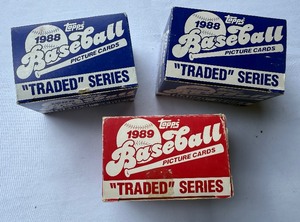 Topps
1988
Baseball
PICTURE CARDS
"TRADED" SERIES
Topps
1988
Baseball
PICTURE CARDS
"TRADED" SERIES
Topps
1989
Baseball
PICTURE CARDS
"TRADED" SERIES